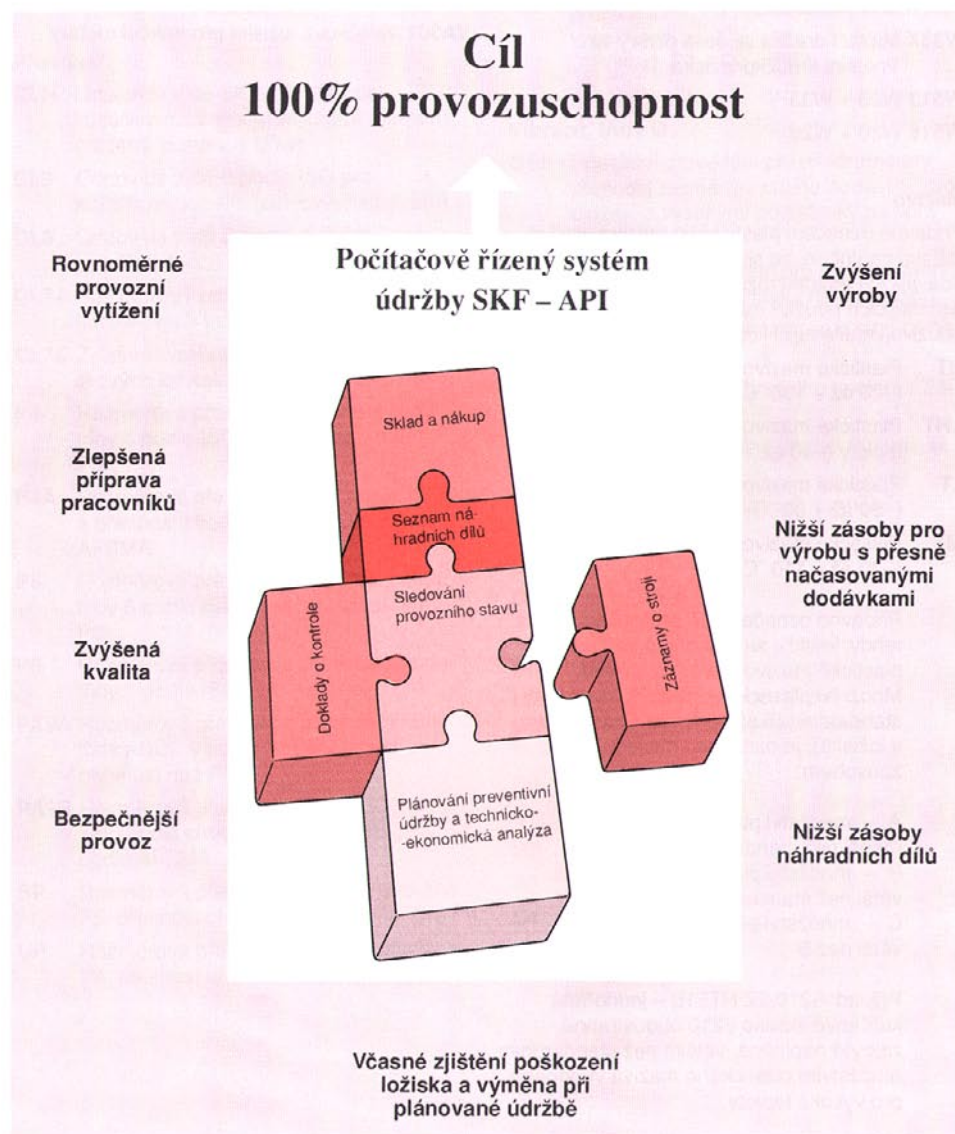 Cíl
100% provozuschopnost
Počítačově řízený systém
údržby SKF – API
Rovnoměrné
provozní
vytížení
Zvýšení
výroby
Sklad a nákup
Zlepšená
příprava
pracovníků
Seznam ná-
hradních dílů
Nižší zásoby pro
výrobu s přesně
načasovanými
dodávkami
Sledování
provozního stavu
Záznamy o stroji
Doklady o kontrole
Zvýšená
kvalita
Plánování preventivní
údržby a technicko-
-ekonomická analýza
Bezpečnější
provoz
Nižší zásoby
náhradních dílů
Včasné zjištění poškození
ložiska a výměna při
plánované údržbě